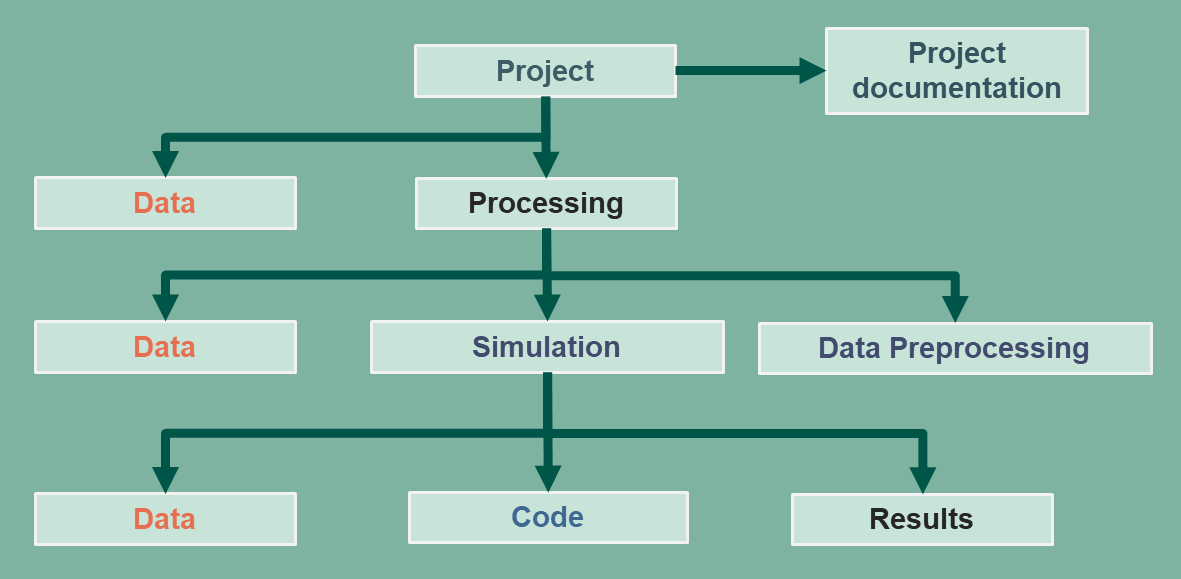 Project
Project
documentation
Data
Processing
Data
Simulation
Data Preprocessing
Data
Code
Results